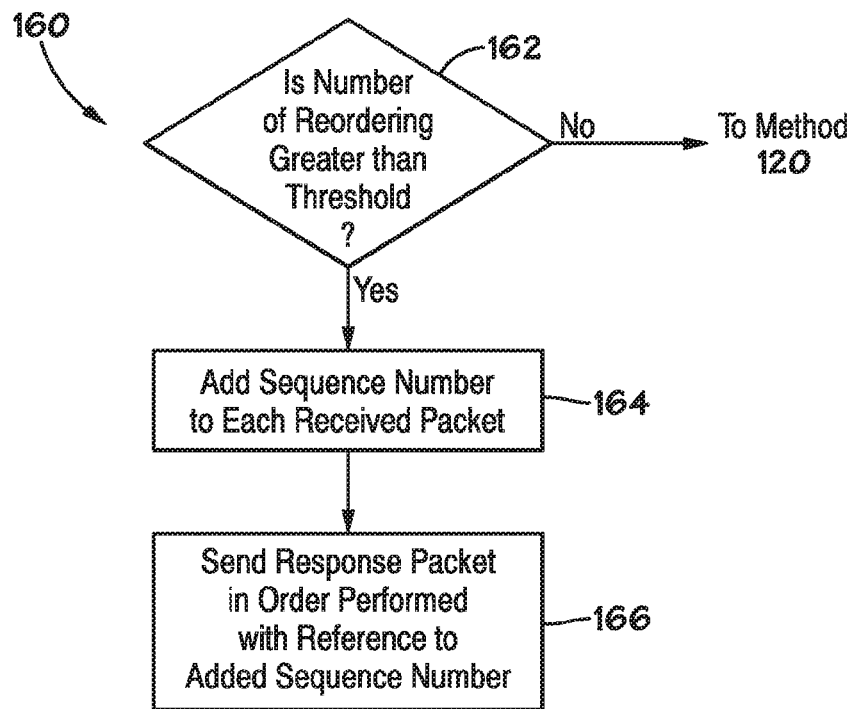 160
162
Is Number
of Reordering
Greater than
Threshold
?
No
To Method
120
Yes
Add Sequence Number
to Each Received Packet
164
Send Response Packet
in Order Performed
with Reference to
Added Sequence Number
166